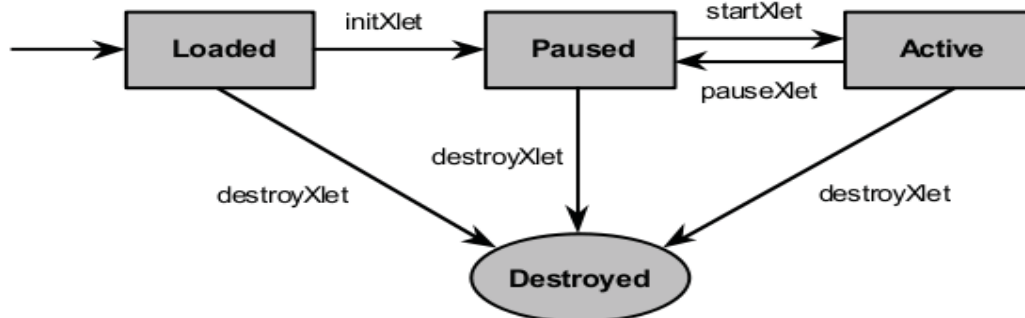 startXlet
initXlet
Loaded
Paused
Active
pauseXlet
destroyXlet
destroyXlet
destroyXlet
Destroyed